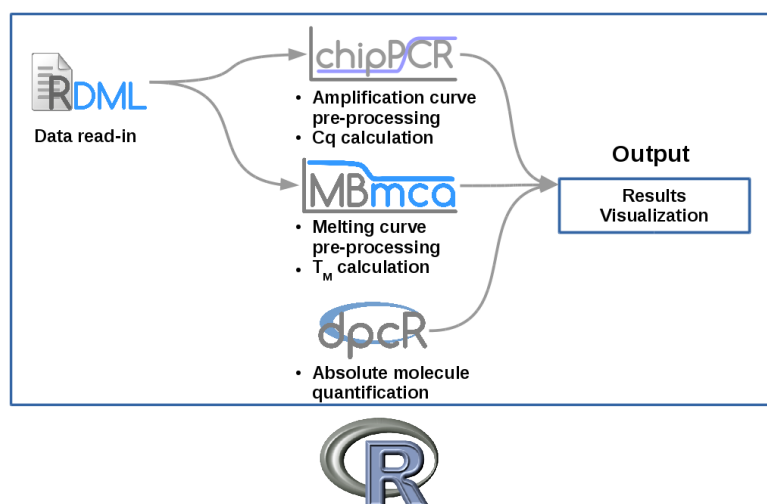 RDML
Data read-in
chipPCR
• Amplification curve
pre-processing
• Cq calculation
MBmca
• Melting curve
pre-processing
• TM calculation
dpcR
• Absolute molecule
quantification
Output
Results
Visualization
R